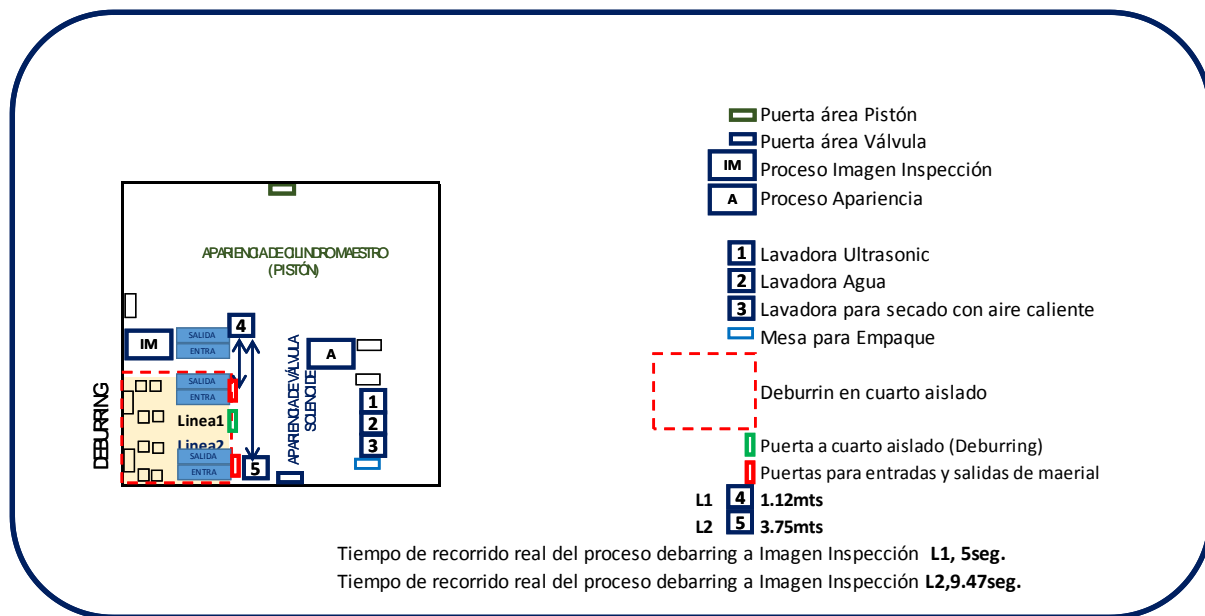 APARIENCIA DE CILINDRO MAESTRO
(PISTÓN)
4
SALIDA
IM
ENTRA
A
APARIENCIA DE VÁLVULA
SOLENOIDE
SALIDA
ENTRA
DEBURRING
1
Linea1
2
Linea2
3
SALIDA
ENTRA
5
Puerta área Pistón
Puerta área Válvula
IM Proceso Imagen Inspección
A Proceso Apariencia
1 Lavadora Ultrasonic
2 Lavadora Agua
3 Lavadora para secado con aire caliente
Mesa para Empaque
Deburrin en cuarto aislado
Puerta a cuarto aislado (Deburring)
Puertas para entradas y salidas de maerial
L1 4 1.12mts
L2 5 3.75mts
Tiempo de recorrido real del proceso debarring a Imagen Inspección L1, 5seg.
Tiempo de recorrido real del proceso debarring a Imagen Inspección L2,9.47seg.